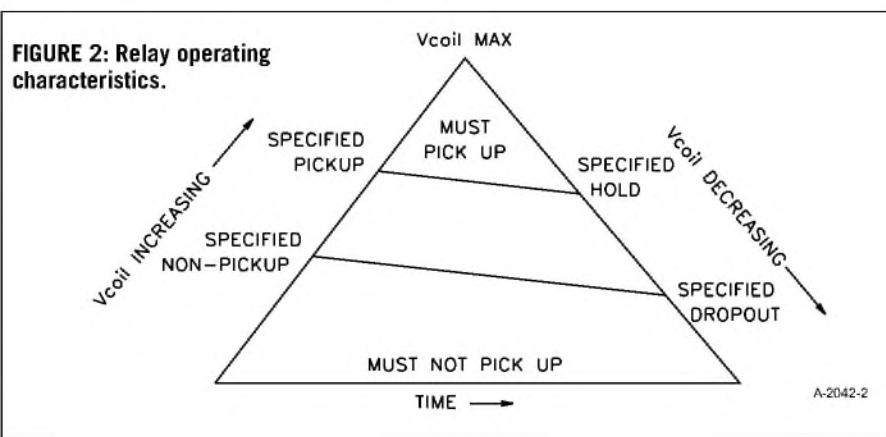 FIGURE 2: Relay operating
characteristics.
Vcoil MAX
MUST
PICK UP
SPECIFIED
PICKUP
SPECIFIED
HOLD
Vcoil INCREASING
Vcoil DECREASING
SPECIFIED
NON-PICKUP
SPECIFIED
DROPOUT
MUST NOT PICK UP
TIME
A-2042-2